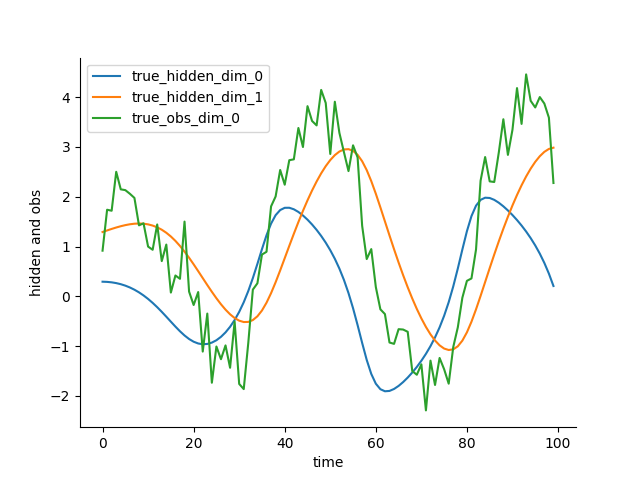 true_hidden_dim_0
true_hidden_dim_1
true_obs_dim_0
hidden and obs
4
3
2
1
0
−1
−2
0 20 40 60 80 100
time